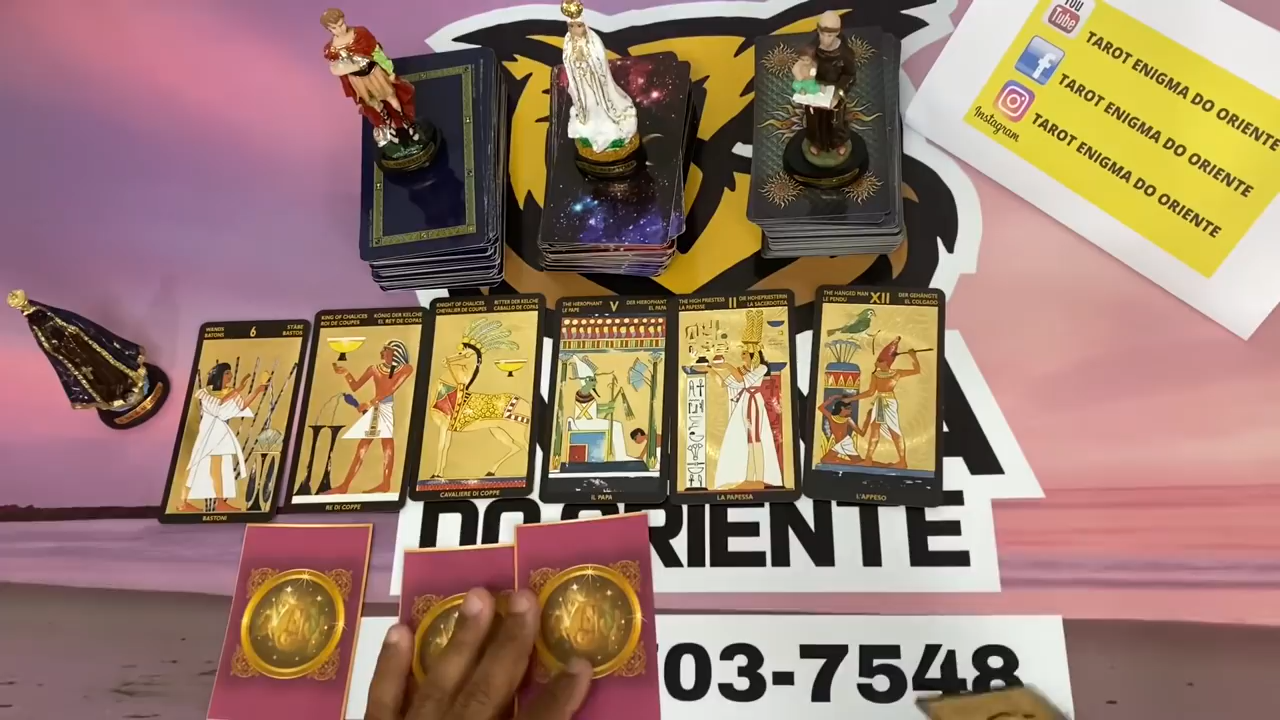 You
Tube
TAROT ENIGMA DO ORIENTE
TAROT ENIGMA DO ORIENTE
Instagram
TAROT ENIGMA DO ORIENTE
WANDS
BATONS
6
STÄBE
BASTOS
BASTONI
KING OF CHALICES
ROI DE COUPES
KÖNIG DER KELCHE
EL REY DE COPAS
RE DI COPPE
KNIGHT OF CHALICES
CHEVALIER DE COUPES
RITTER DER KELCHE
CABALLO DE COPAS
CAVALIERE DI COPPE
THE HIEROPHANT
LE PAPE
V
DER HIEROPHANT
EL PAPA
IL PAPA
THE HIGH PRIESTESS
LA PAPESSE
II
DIE HOHEPRIESTERIN
LA SACERDOTISA
LA PAPESSA
THE HANGED MAN
LE PENDU
XII
DER GEHÄNGTE
EL COLGADO
L'APPESO
DO ORIENTE
03-7548